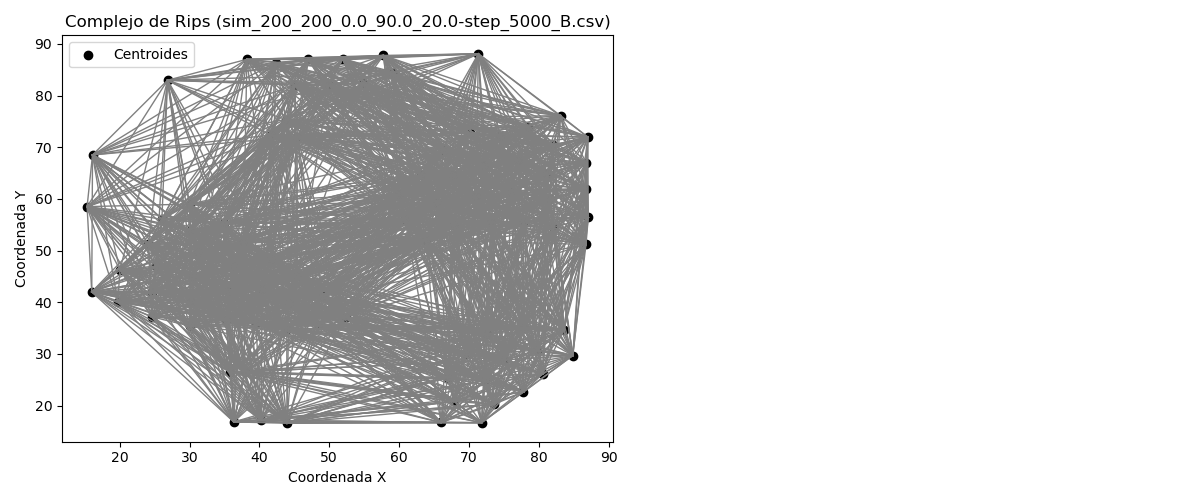 Complejo de Rips (sim_200_200_0.0_90.0_20.0-step_5000_B.csv)
Centroides
90
80
70
60
50
40
30
20
Coordenada Y
20 30 40 50 60 70 80 90
Coordenada X